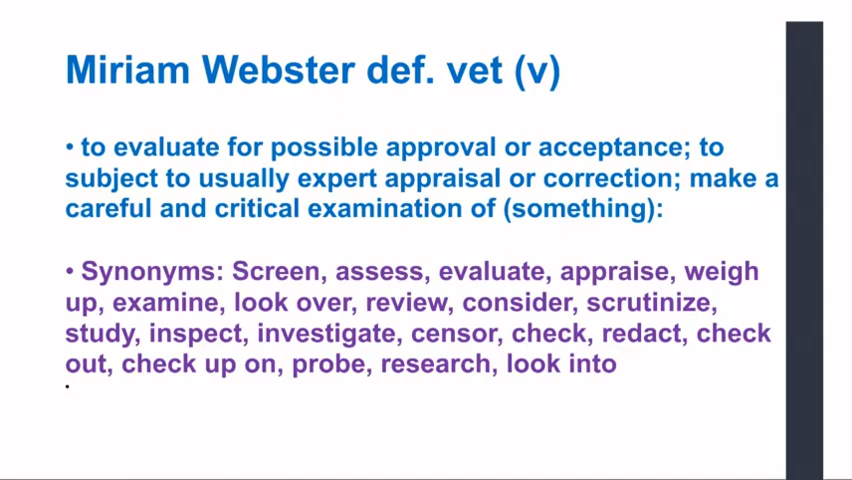 Miriam Webster def. vet (v)
• to evaluate for possible approval or acceptance; to
subject to usually expert appraisal or correction; make a
careful and critical examination of (something):
• Synonyms: Screen, assess, evaluate, appraise, weigh
up, examine, look over, review, consider, scrutinize,
study, inspect, investigate, censor, check, redact, check
out, check up on, probe, research, look into
•